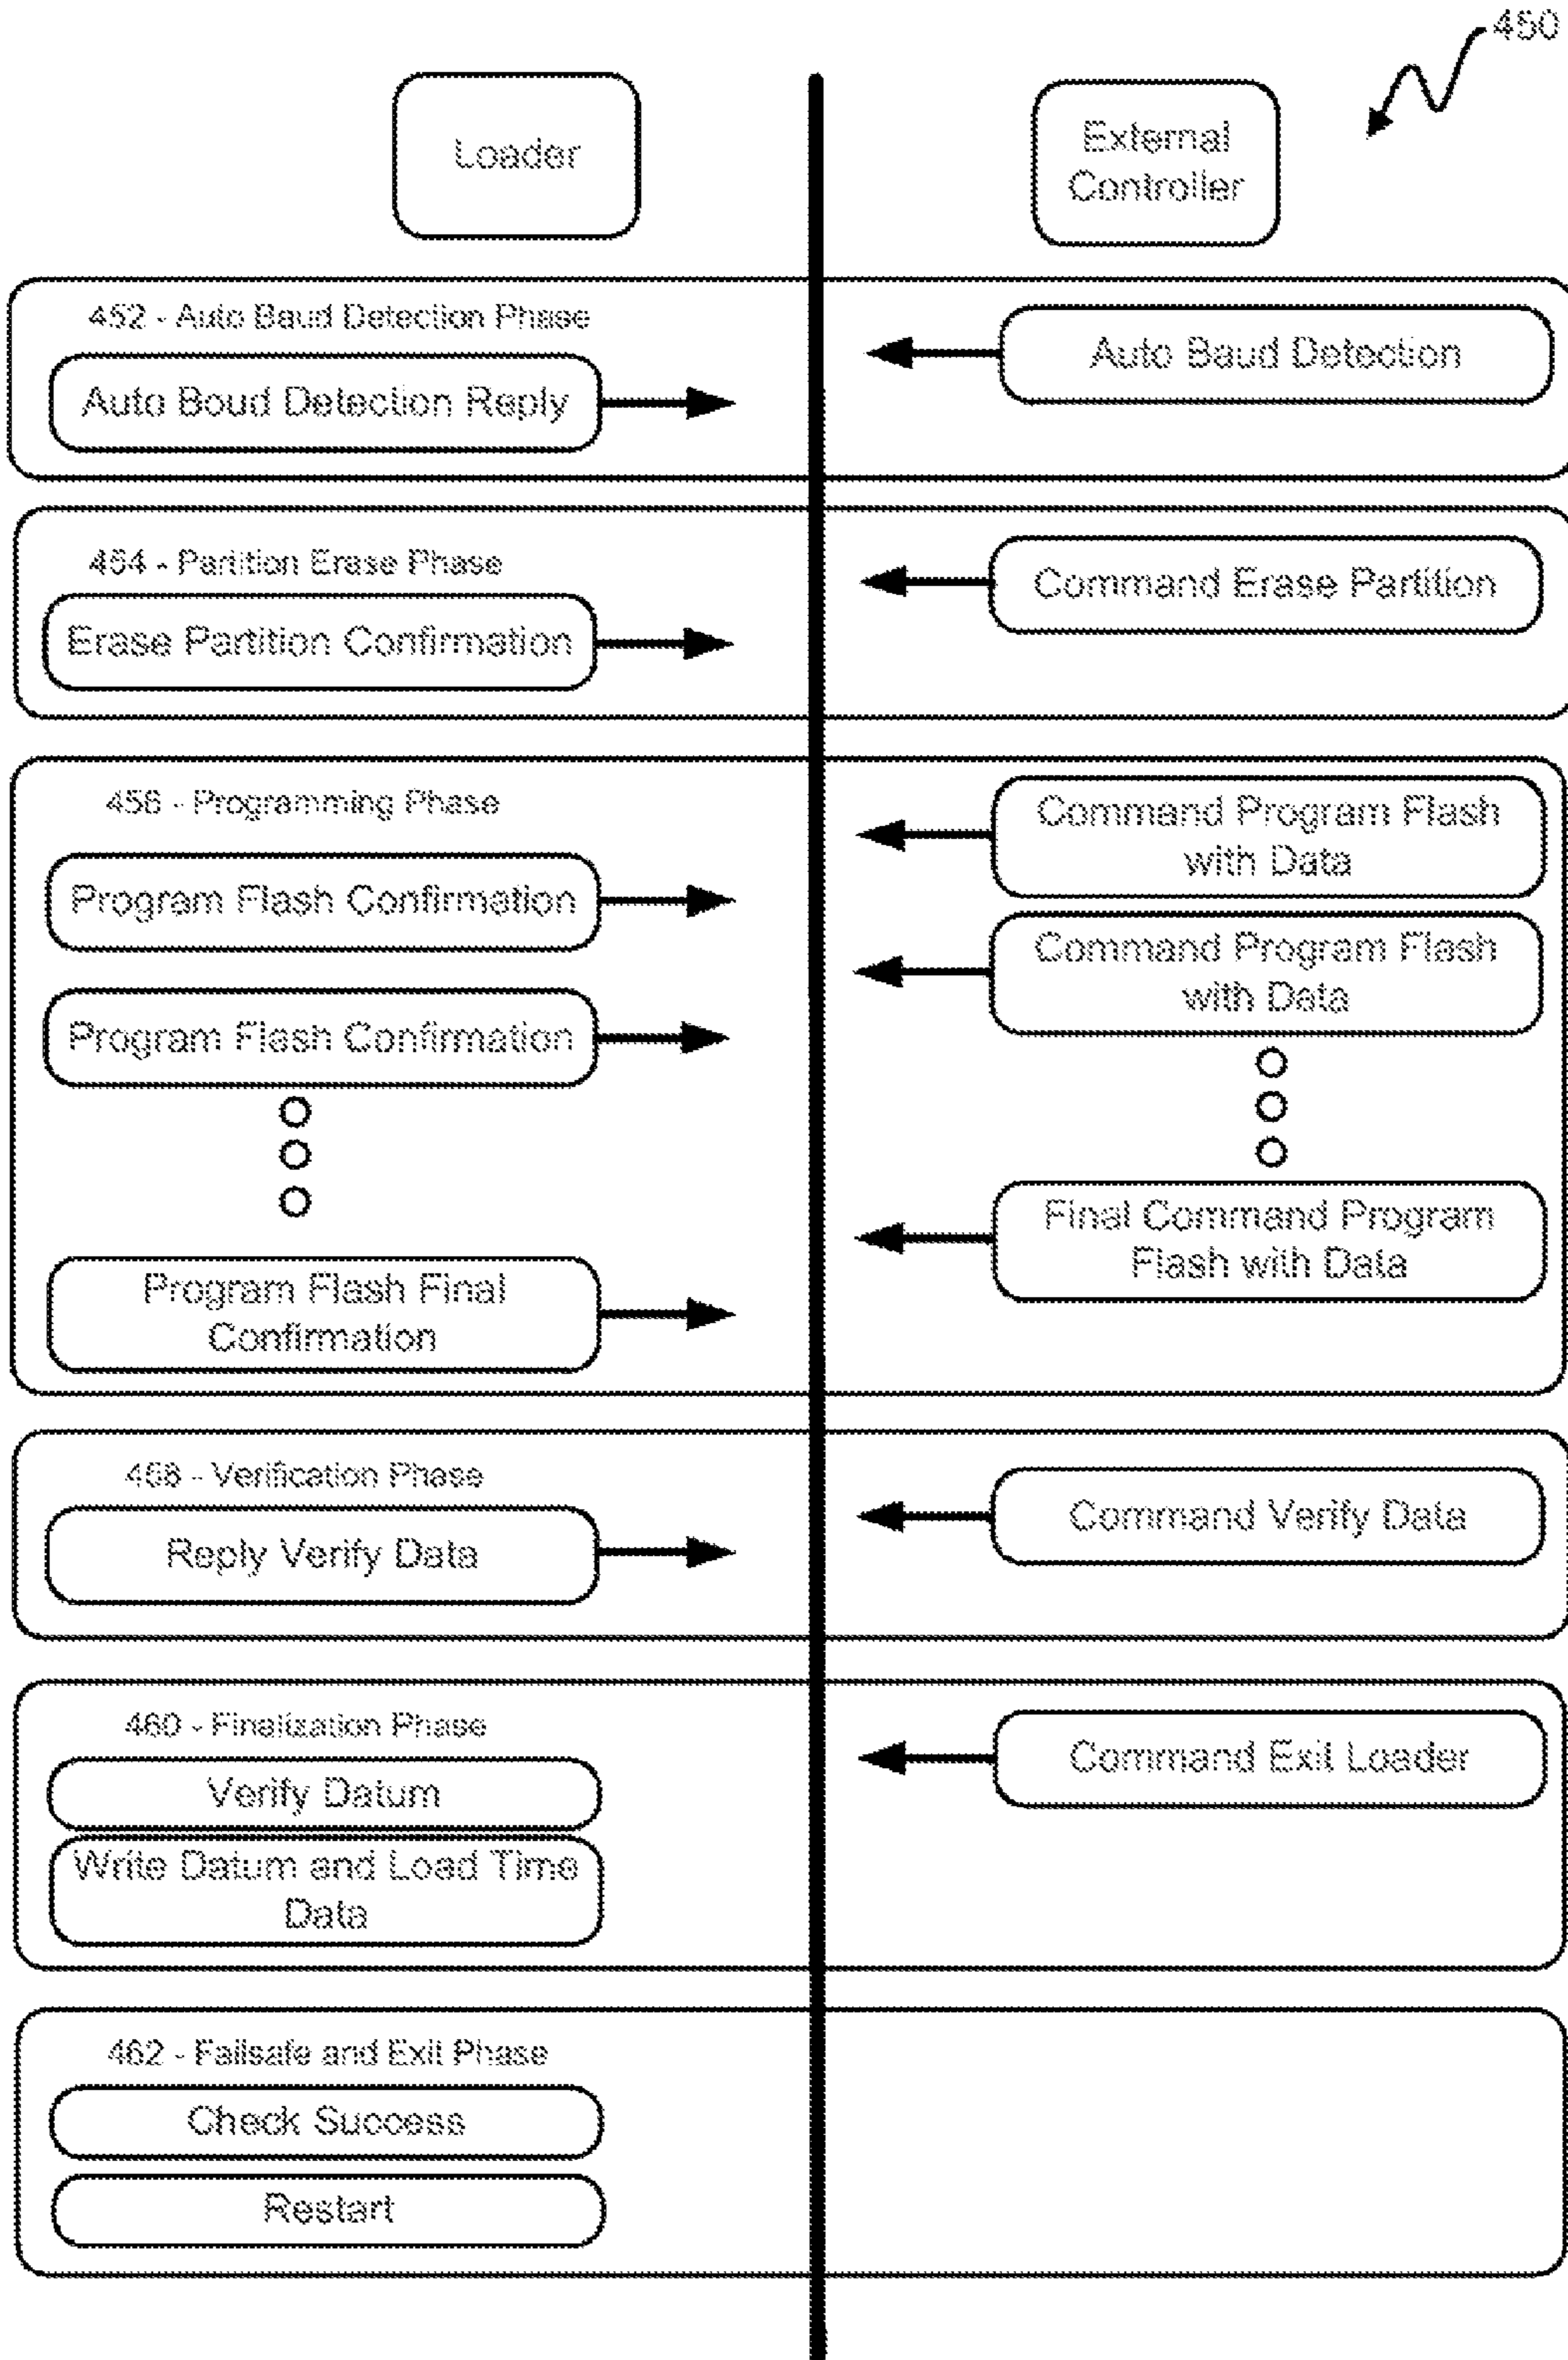 450
Loader
External
Controller
452 - Auto Baud Detection Phase
Auto Baud Detection
Auto Boud Detection Reply
454 - Partition Erase Phase
Command Erase Partition
Erase Partition Confirmation
456 - Programming Phase
Command Program Flash
with Data
Program Flash Confirmation
Command Program Flash
with Data
Program Flash Confirmation
Final Command Program
Flash with Data
Program Flash Final
Confirmation
458 - Verification Phase
Command Verify Data
Reply Verify Data
460 - Finalization Phase
Command Exit Loader
Verify Datum
Write Datum and Load Time
Data
462 - Failsafe and Exit Phase
Check Success
Restart